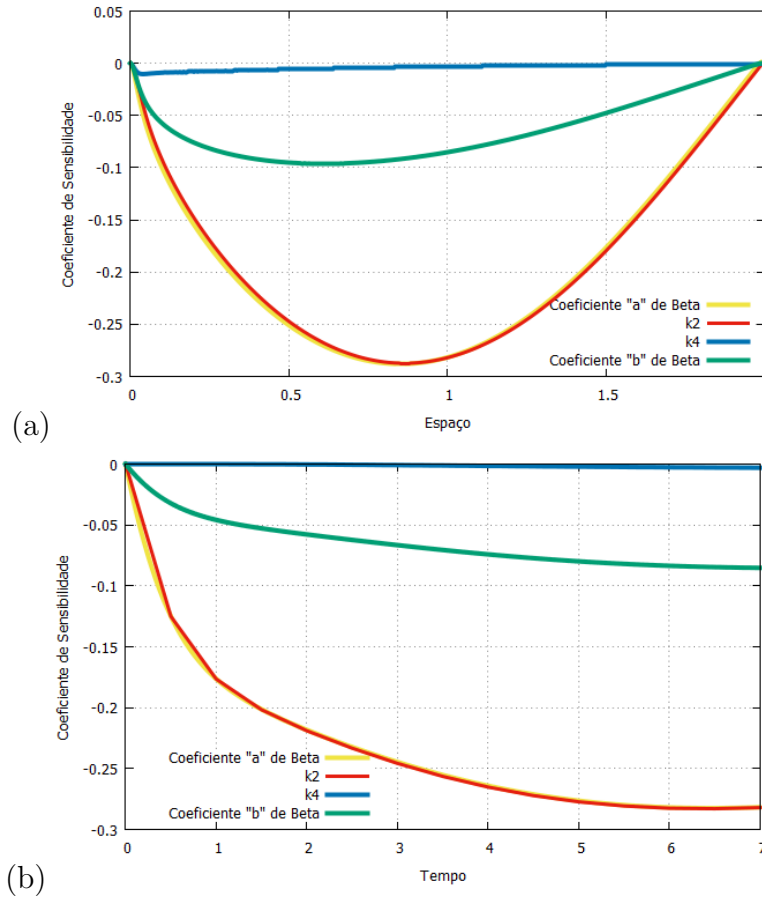 0.05
0
-0.05
-0.1
-0.15
-0.2
-0.25
-0.3
Coeficiente de Sensibilidade
Coeficiente "a" de Beta
k2
k4
Coeficiente "b" de Beta
0
0.5
1
1.5
Espaço
(a)
0
-0.05
-0.1
-0.15
-0.2
-0.25
-0.3
Coeficiente de Sensibilidade
Coeficiente "a" de Beta
k2
k4
Coeficiente "b" de Beta
0
1
2
3
4
5
6
7
Tempo
(b)